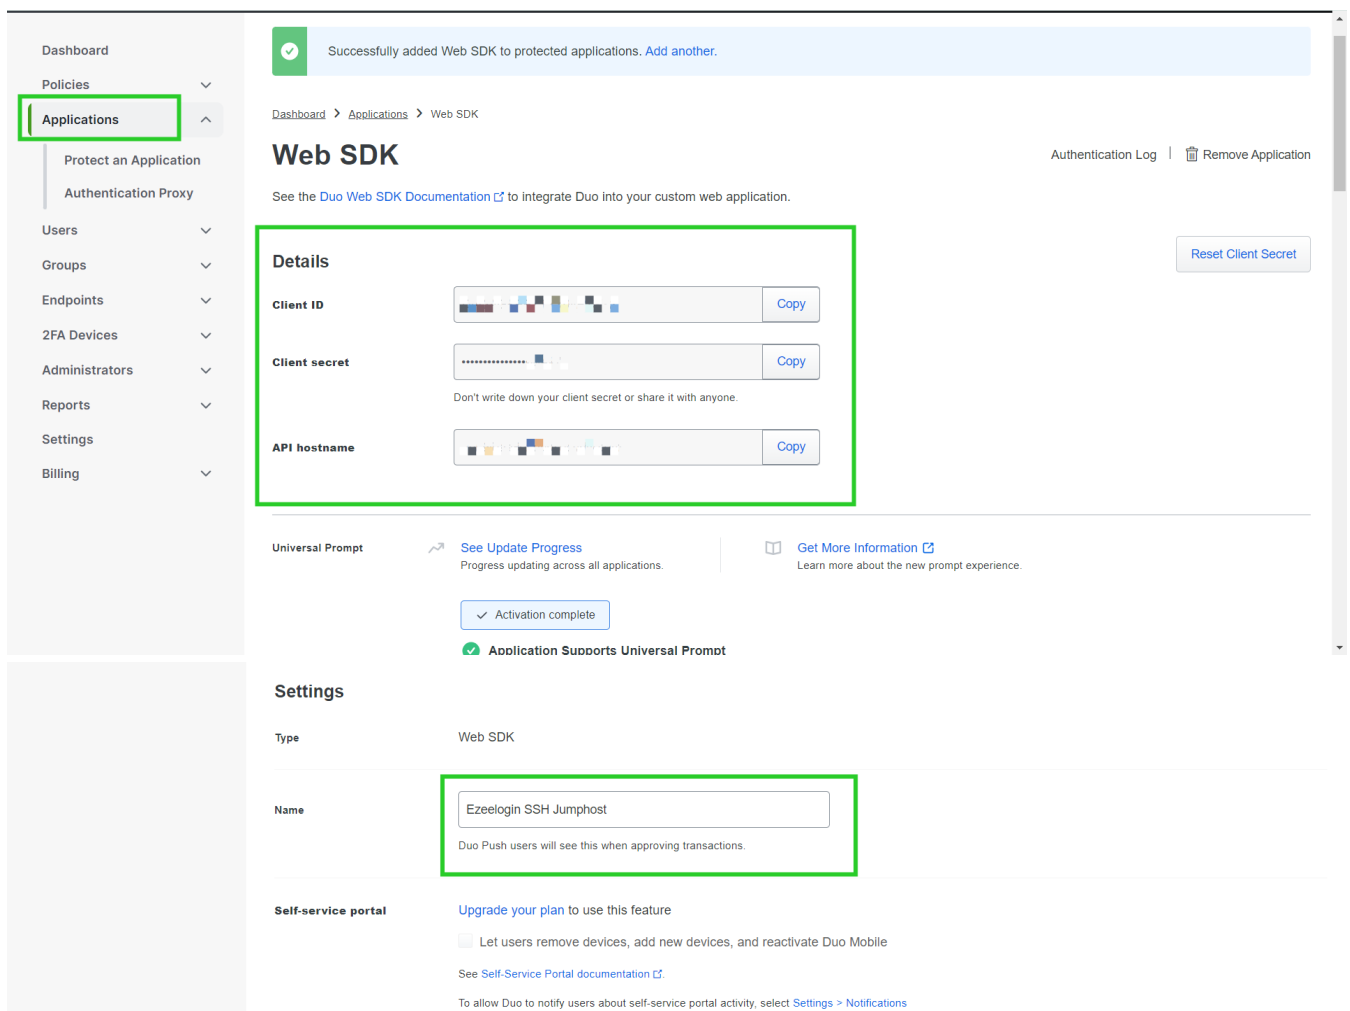 Dashboard
Policies
Applications
Protect an Application
Authentication Proxy
Users
Groups
Endpoints
2FA Devices
Administrators
Reports
Settings
Billing
Successfully added Web SDK to protected applications. Add another.
Dashboard > Applications > Web SDK
Web SDK
Authentication Log | Remove Application
See the Duo Web SDK Documentation to integrate Duo into your custom web application.
Reset Client Secret
Details
Client ID Copy
Client secret •••••••••••••••• Copy
Don't write down your client secret or share it with anyone.
API hostname Copy
Universal Prompt See Update Progress Get More Information
Progress updating across all applications. Learn more about the new prompt experience.
Activation complete
Application Supports Universal Prompt
Settings
Type Web SDK
Name Ezeelogin SSH Jumphost
Duo Push users will see this when approving transactions.
Self-service portal Upgrade your plan to use this feature
Let users remove devices, add new devices, and reactivate Duo Mobile
See Self-Service Portal documentation.
To allow Duo to notify users about self-service portal activity, select Settings > Notifications